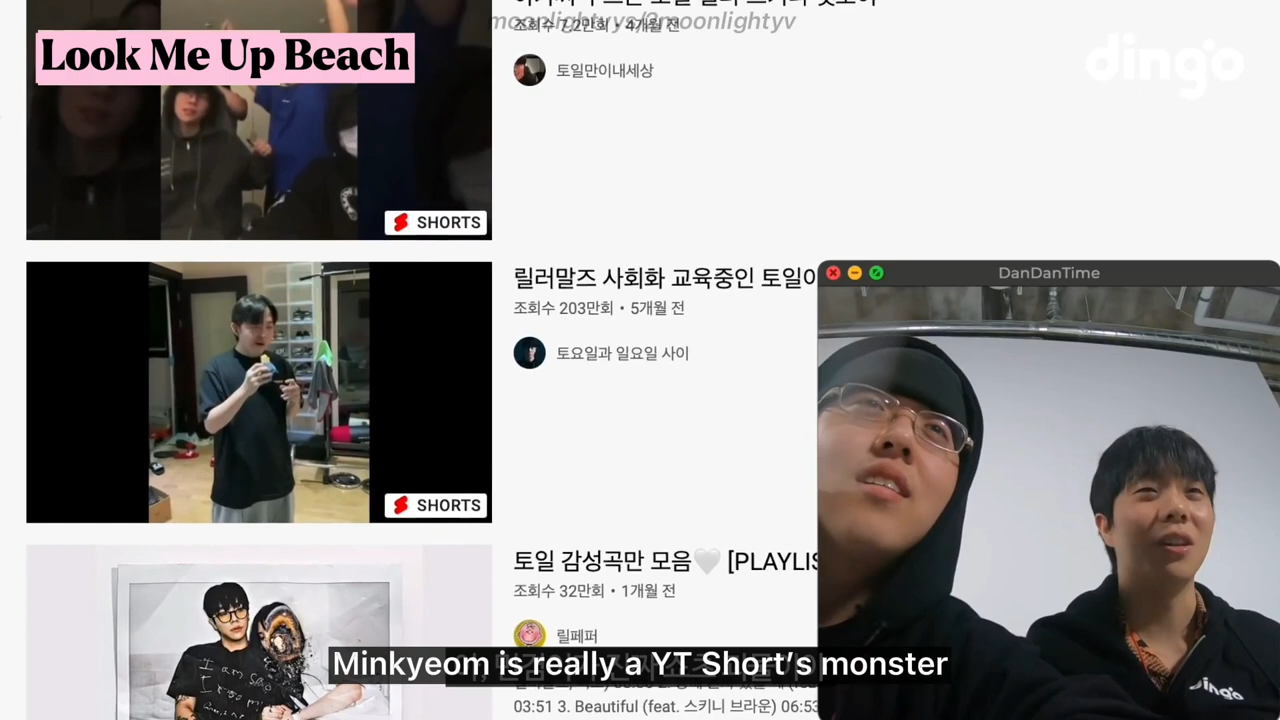 moonlightyvs/@moonlightyv
조회수 7.2만회 • 4개월 전
Look Me Up Beach
dingo
토일만이내세상
SHORTS
릴러말즈 사회화 교육중인 토일이
조회수 203만회 • 5개월 전
DanDanTime
토요일과 일요일 사이
SHORTS
토일 감성곡만 모음🤍 [PLAYLIS
조회수 32만회 • 1개월 전
릴페퍼
Minkyeom is really a YT Short's monster
dingo
03:51 3. Beautiful (feat. 스키니 브라운) 06:53